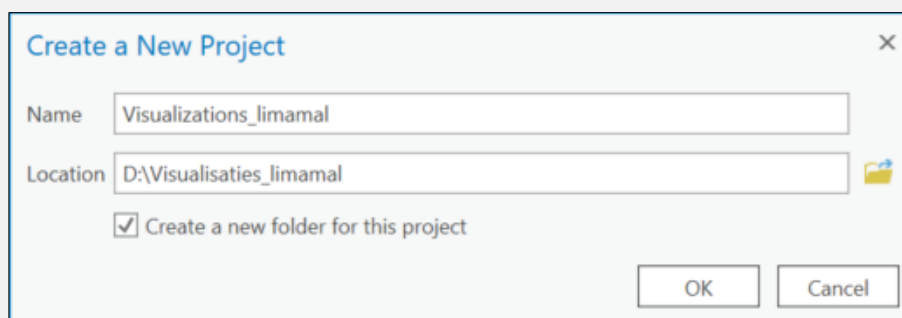 Create a New Project
Name Visualizations_limamal
Location D:\Visualisaties_limamal
Create a new folder for this project
OK Cancel